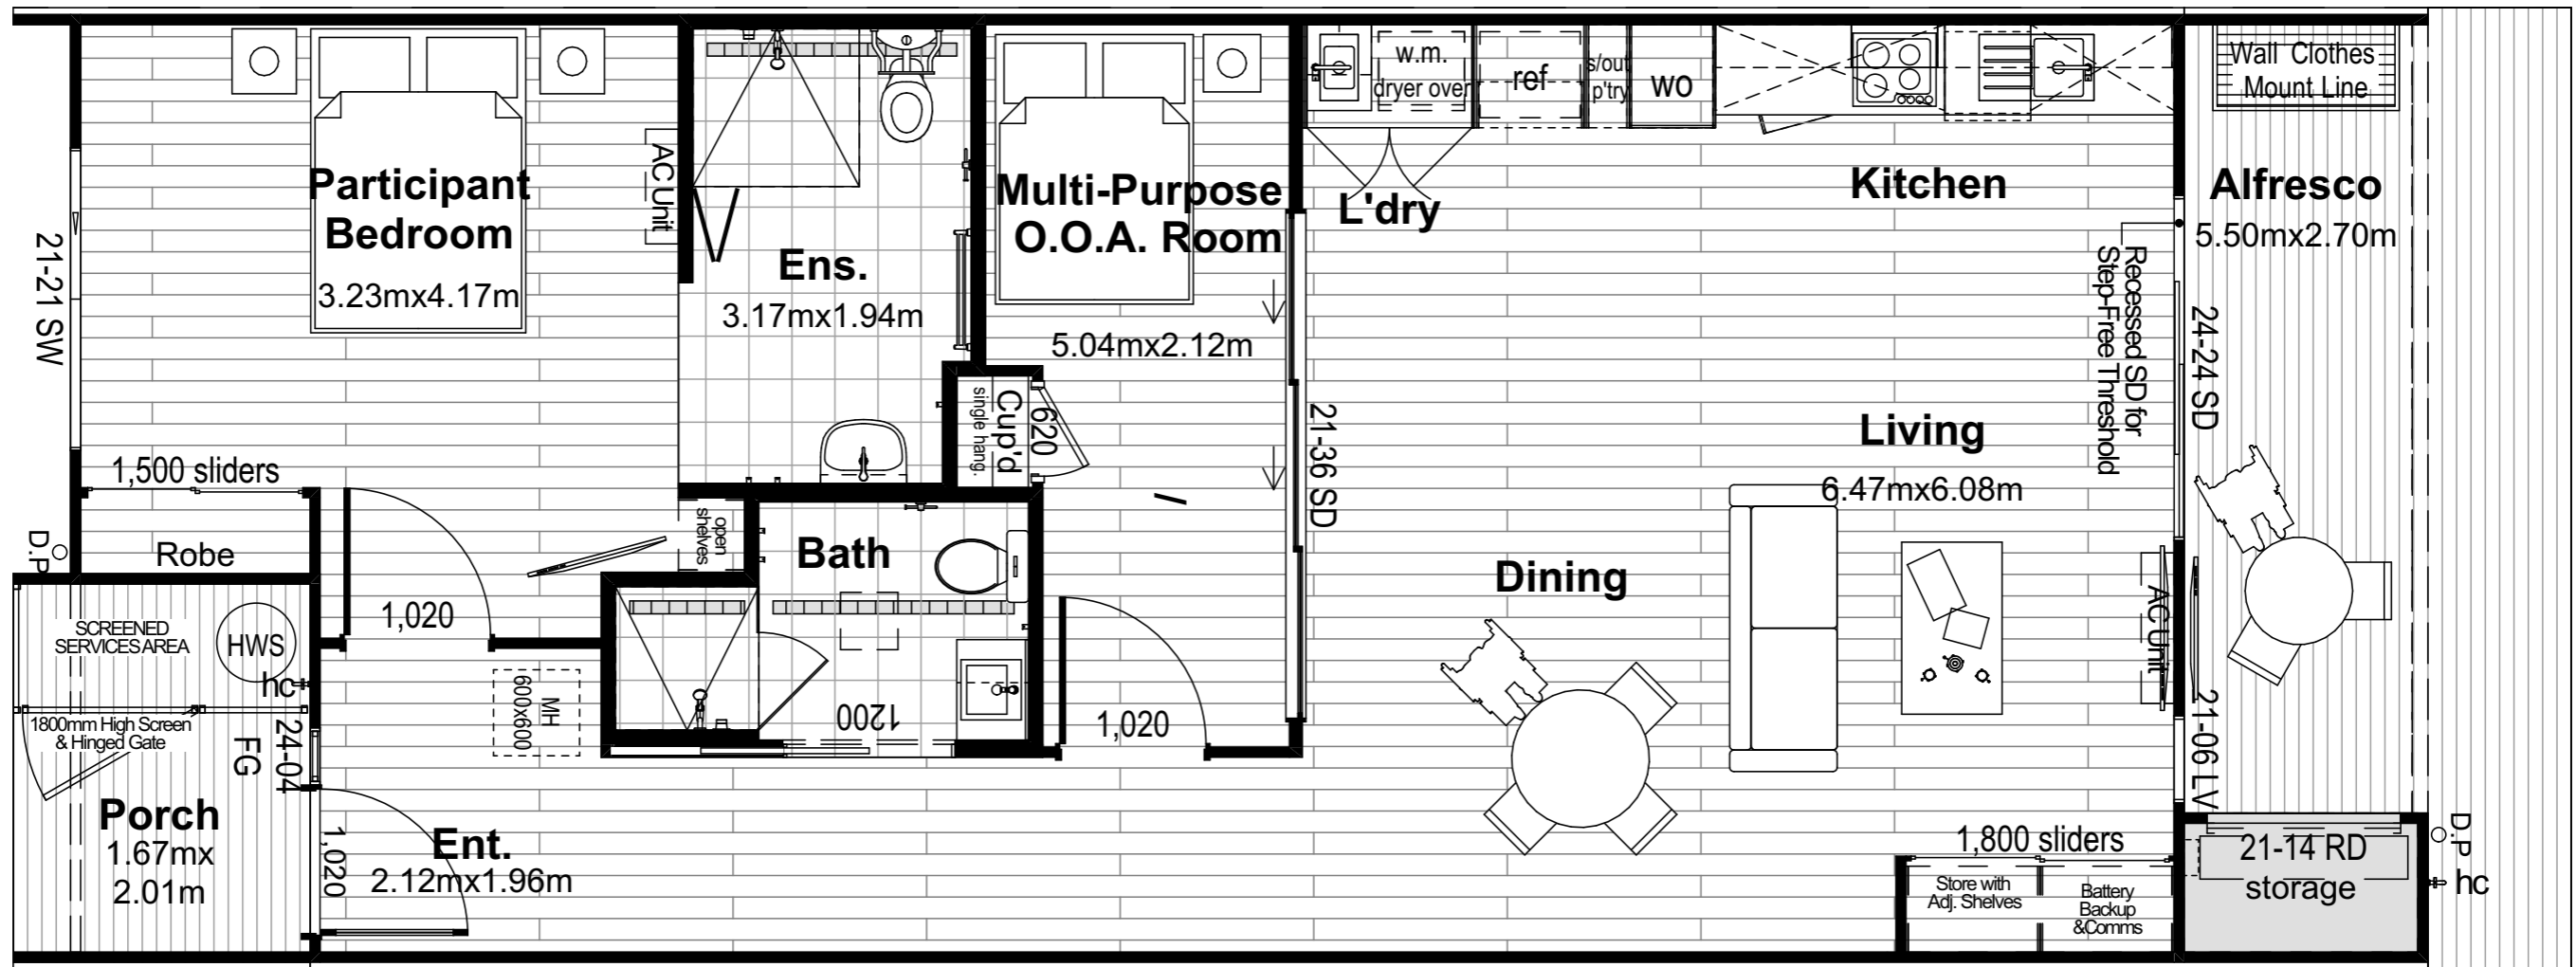 Participant
Bedroom
3.23mx4.17m
AC Unit
21-21 SW
1,500 sliders
Robe
D.P
SCREENED
SERVICES AREA
HWS
hc
1800mm High Screen
& Hinged Gate
24-04
FG
Porch
1.67mx
2.01m
1,020
Ent.
2.12mx1.96m
1,020
MH
600x600
open
shelves
Ens.
3.17mx1.94m
Bath
1200
Cup'd
single hang.
620
Multi-Purpose
O.O.A. Room
5.04mx2.12m
/
1,020
21-36 SD
L'dry
w.m.
dryer over
ref
s/out
p'try
wo
Kitchen
Living
6.47mx6.08m
Dining
Recessed SD for
Step-Free Threshold
24-24 SD
AC Unit
21-06 LV
1,800 sliders
Store with
Adj. Shelves
Battery
Backup
&Comms
Wall Clothes
Mount Line
Alfresco
5.50mx2.70m
21-14 RD
storage
D.P
hc